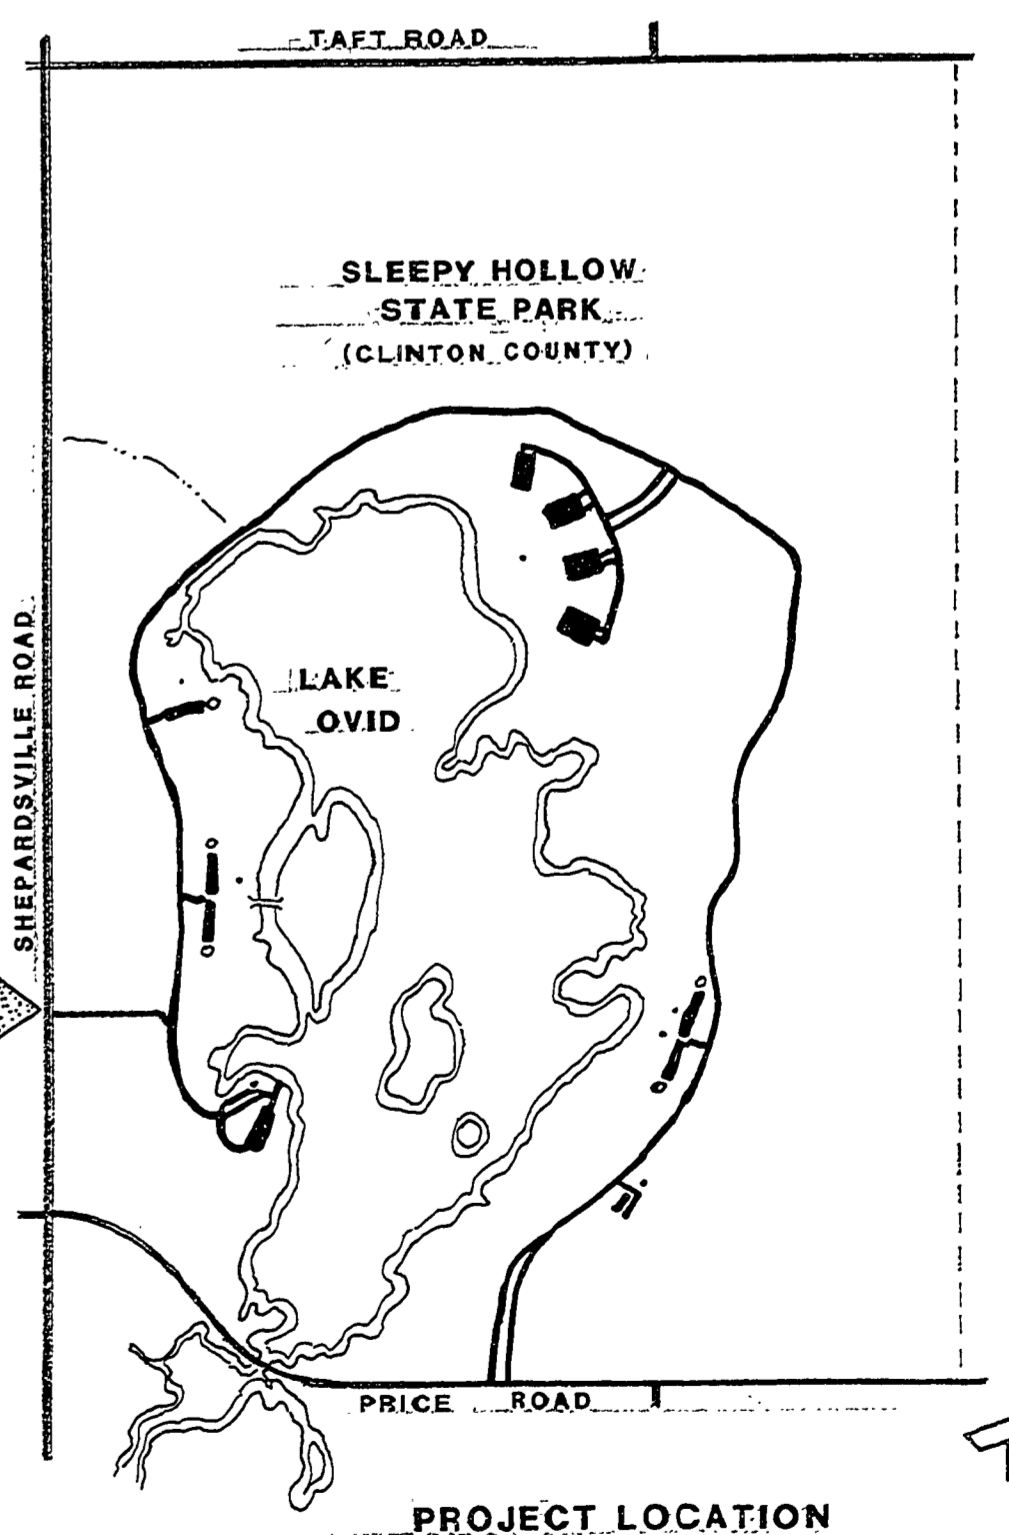 TAFT ROAD
SLEEPY HOLLOW
STATE PARK
(CLINTON COUNTY)
SHEPARDSVILLE ROAD
LAKE
OVID
PRICE ROAD
PROJECT LOCATION